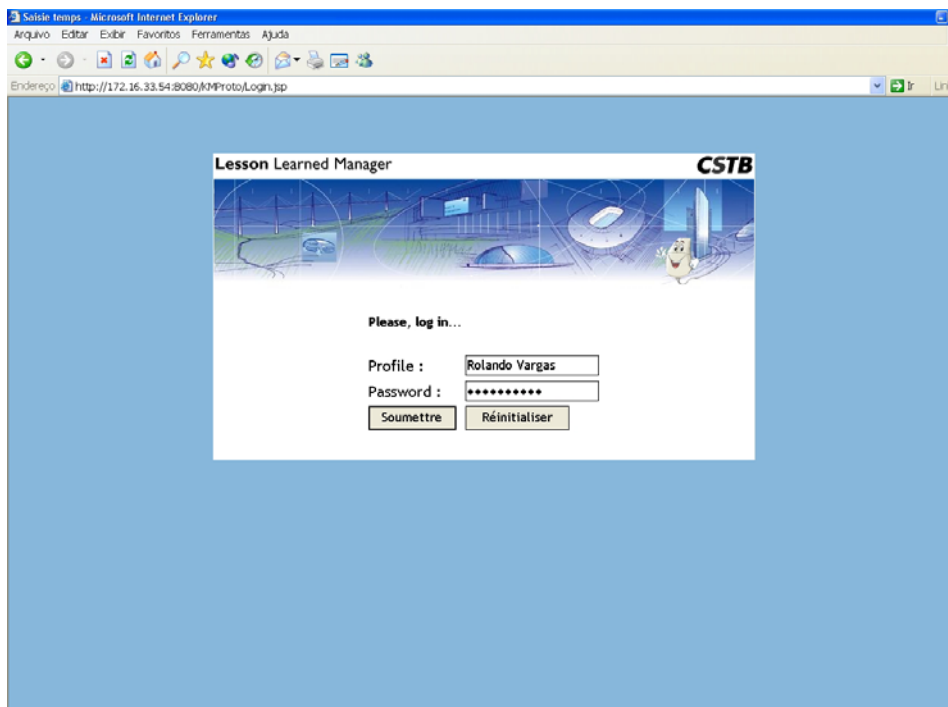 Saisie temps - Microsoft Internet Explorer
Arquivo Editar Exibir Favoritos Ferramentas Ajuda
Endereço http://172.16.33.54:8080/KMProto/Login.jsp Ir
Lesson Learned Manager CSTB
Please, log in...
Profile : Rolando Vargas
Password : ••••••••••
Soumettre Réinitialiser